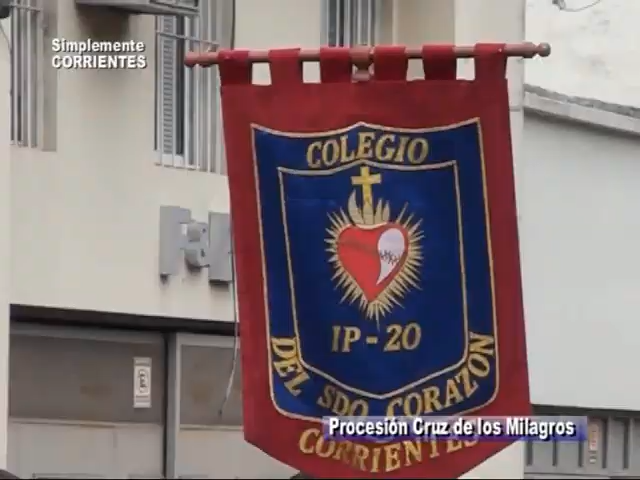 Simplemente
CORRIENTES
COLEGIO
IP - 20
DEL SDO CORAZON
CORRIENTES
Procesión Cruz de los Milagros